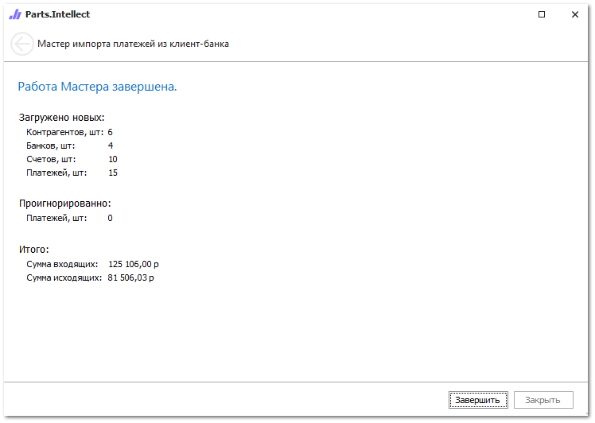 Parts.Intellect
Мастер импорта платежей из клиент-банка
Работа Мастера завершена.
Загружено новых:
Контрагентов, шт: 6
Банков, шт: 4
Счетов, шт: 10
Платежей, шт: 15
Проигнорированно:
Платежей, шт: 0
Итого:
Сумма входящих: 125 106,00 р
Сумма исходящих: 81 506,03 р
Завершить Закрыть